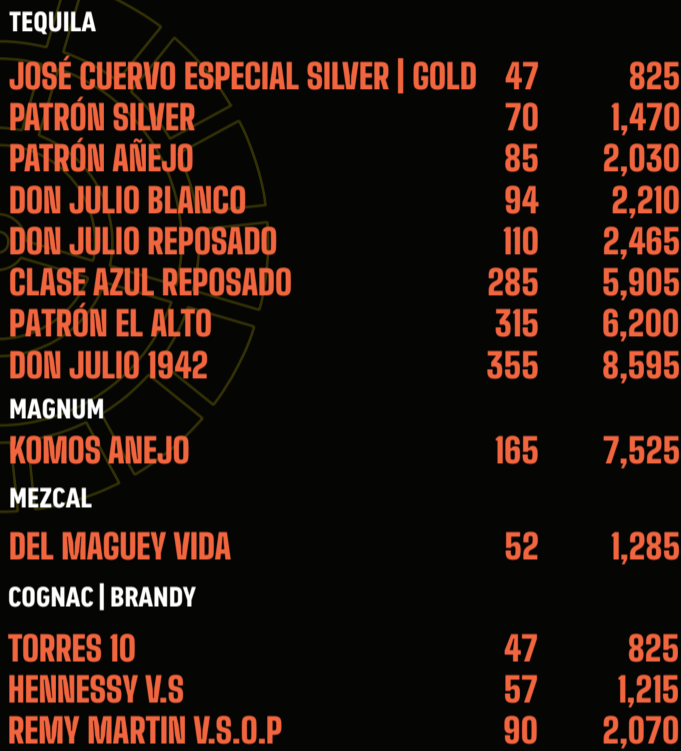 TEQUILA
JOSÉ CUERVO ESPECIAL SILVER | GOLD 47 825
PATRÓN SILVER 70 1,470
PATRÓN AÑEJO 85 2,030
DON JULIO BLANCO 94 2,210
DON JULIO REPOSADO 110 2,465
CLASE AZUL REPOSADO 285 5,905
PATRÓN EL ALTO 315 6,200
DON JULIO 1942 355 8,595
MAGNUM
KOMOS ANEJO 165 7,525
MEZCAL
DEL MAGUEY VIDA 52 1,285
COGNAC | BRANDY
TORRES 10 47 825
HENNESSY V.S 57 1,215
REMY MARTIN V.S.O.P 90 2,070